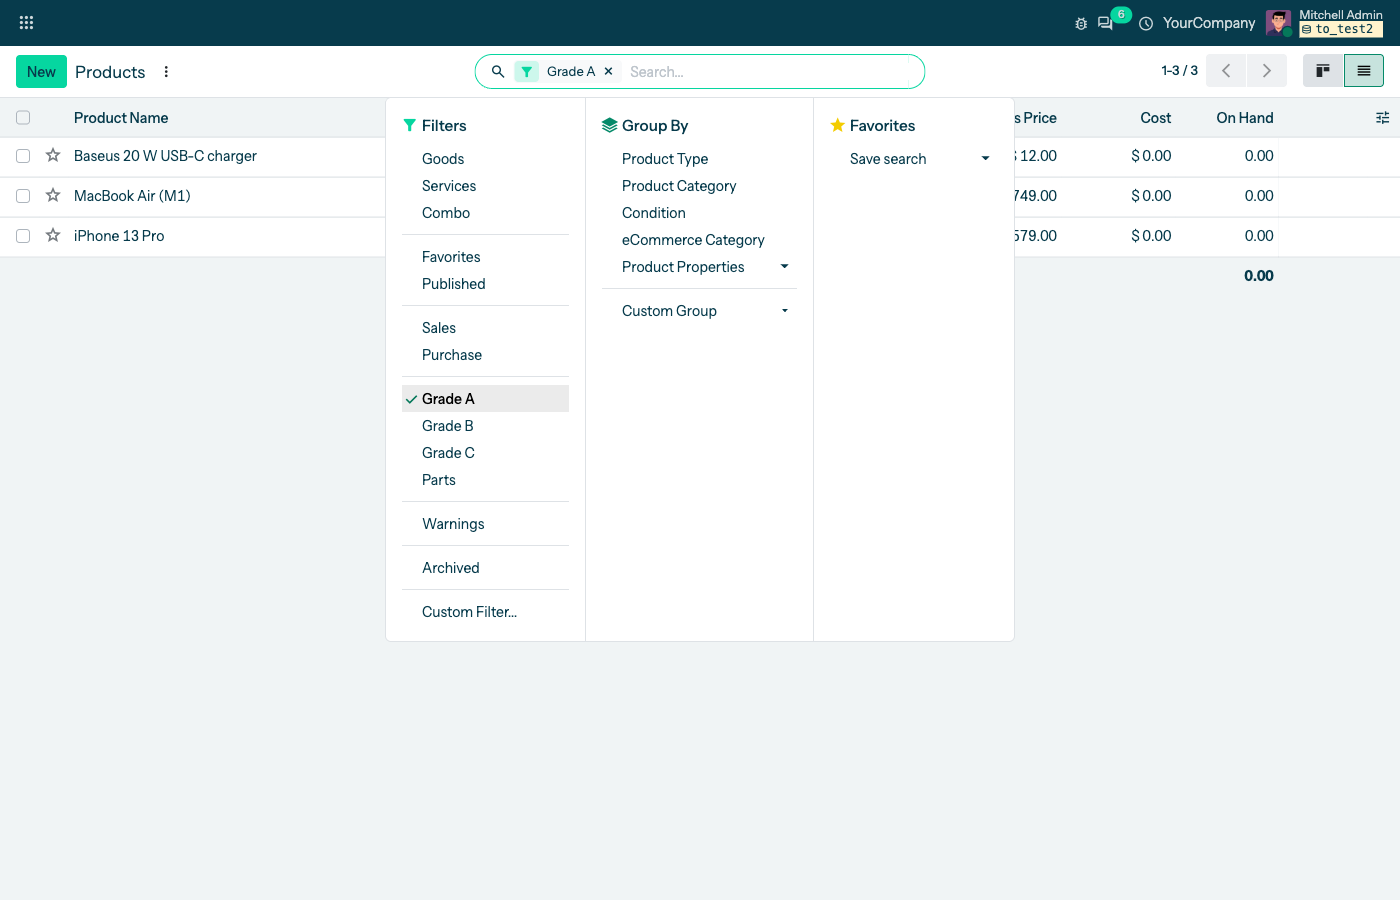 6
YourCompany
Mitchell Admin
to_test2
New
Products
Grade A
Search...
1-3 / 3
Product Name
s Price
Cost
On Hand
Baseus 20 W USB-C charger
$ 12.00
$ 0.00
0.00
MacBook Air (M1)
749.00
$ 0.00
0.00
iPhone 13 Pro
579.00
$ 0.00
0.00
0.00
Filters
Goods
Services
Combo
Favorites
Published
Sales
Purchase
Grade A
Grade B
Grade C
Parts
Warnings
Archived
Custom Filter...
Group By
Product Type
Product Category
Condition
eCommerce Category
Product Properties
Custom Group
Favorites
Save search